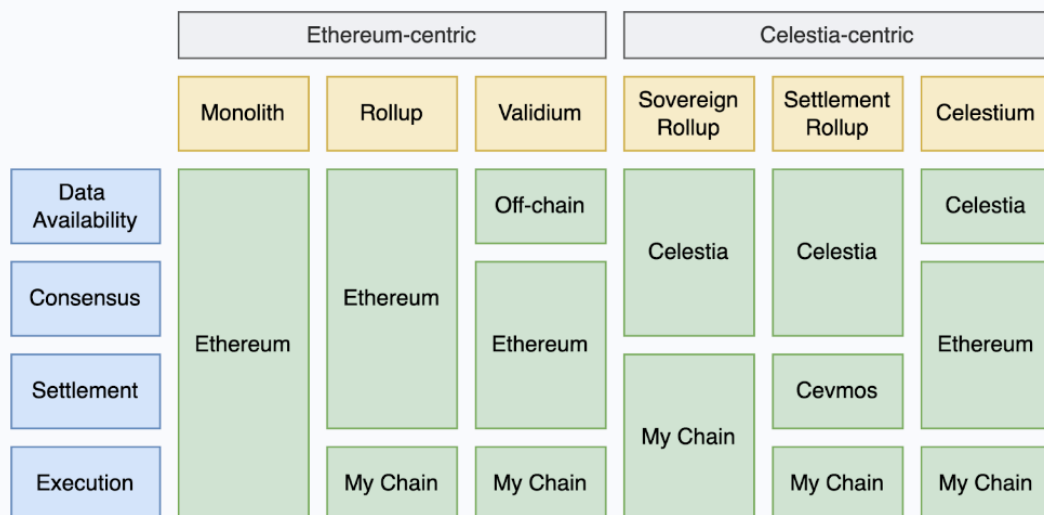 Ethereum-centric
Celestia-centric
Monolith
Rollup
Validium
Sovereign
Rollup
Settlement
Rollup
Celestium
Data
Availability
Off-chain
Celestia
Celestia
Celestia
Consensus
Ethereum
Ethereum
Ethereum
Ethereum
Settlement
Cevmos
My Chain
Execution
My Chain
My Chain
My Chain
My Chain